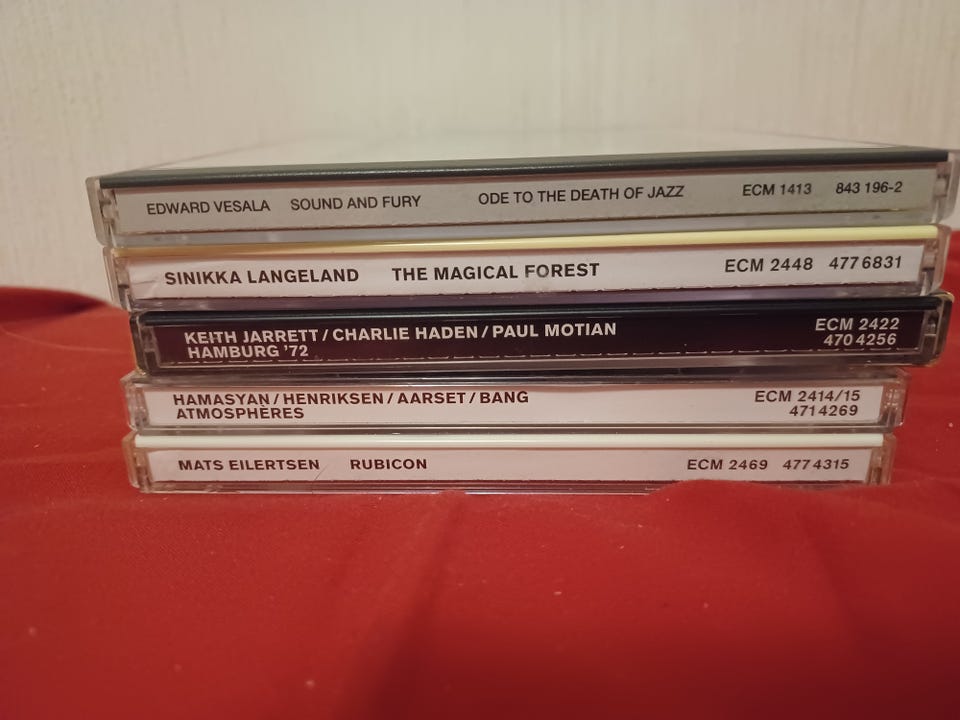 EDWARD VESALA SOUND AND FURY ODE TO THE DEATH OF JAZZ ECM 1413 843 196-2
SINIKKA LANGELAND THE MAGICAL FOREST ECM 2448 477 6831
KEITH JARRETT / CHARLIE HADEN / PAUL MOTIAN ECM 2422
HAMBURG '72 470 4256
HAMASYAN / HENRIKSEN / AARSET / BANG ECM 2414/15
ATMOSPHÈRES 471 4269
MATS EILERTSEN RUBICON ECM 2469 477 4315